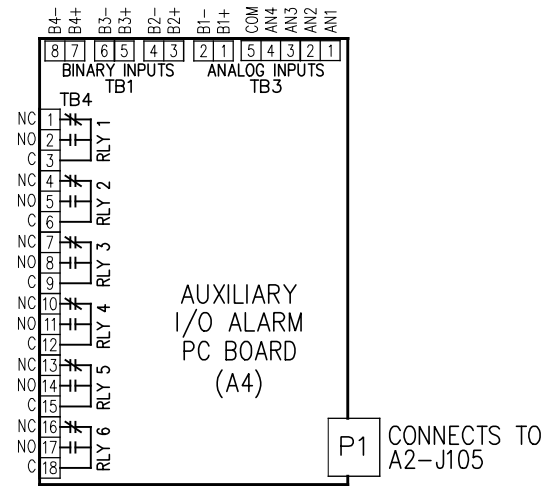 B4- B4+ B3- B3+ B2- B2+ B1- B1+ COM AN4 AN3 AN2 AN1
8 7 6 5 4 3 2 1 5 4 3 2 1
BINARY INPUTS ANALOG INPUTS
TB1 TB3
TB4
NC 1
NO 2
C 3
RLY 1
NC 4
NO 5
C 6
RLY 2
NC 7
NO 8
C 9
RLY 3
NC 10
NO 11
C 12
RLY 4
NC 13
NO 14
C 15
RLY 5
NC 16
NO 17
C 18
RLY 6
AUXILIARY
I/O ALARM
PC BOARD
(A4)
P1
CONNECTS TO
A2-J105